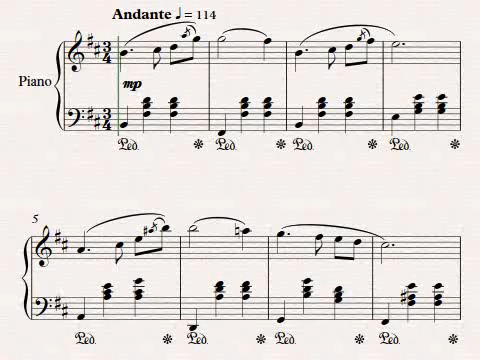 Andante ♩ = 114
Piano
mp
Ped. Ped. Ped. Ped.
5
Ped. Ped. Ped. Ped.